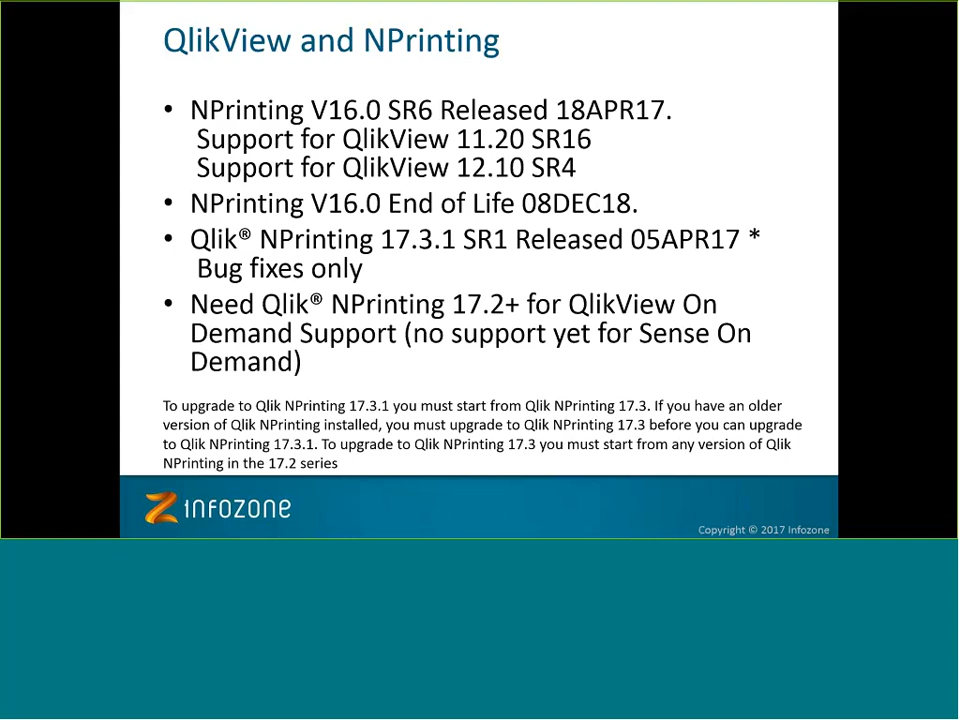 QlikView and NPrinting
• NPrinting V16.0 SR6 Released 18APR17.
Support for QlikView 11.20 SR16
Support for QlikView 12.10 SR4
• NPrinting V16.0 End of Life 08DEC18.
• Qlik® NPrinting 17.3.1 SR1 Released 05APR17 *
Bug fixes only
• Need Qlik® NPrinting 17.2+ for QlikView On
Demand Support (no support yet for Sense On
Demand)
To upgrade to Qlik NPrinting 17.3.1 you must start from Qlik NPrinting 17.3. If you have an older
version of Qlik NPrinting installed, you must upgrade to Qlik NPrinting 17.3 before you can upgrade
to Qlik NPrinting 17.3.1. To upgrade to Qlik NPrinting 17.3 you must start from any version of Qlik
NPrinting in the 17.2 series
INFOZONE
Copyright © 2017 Infozone